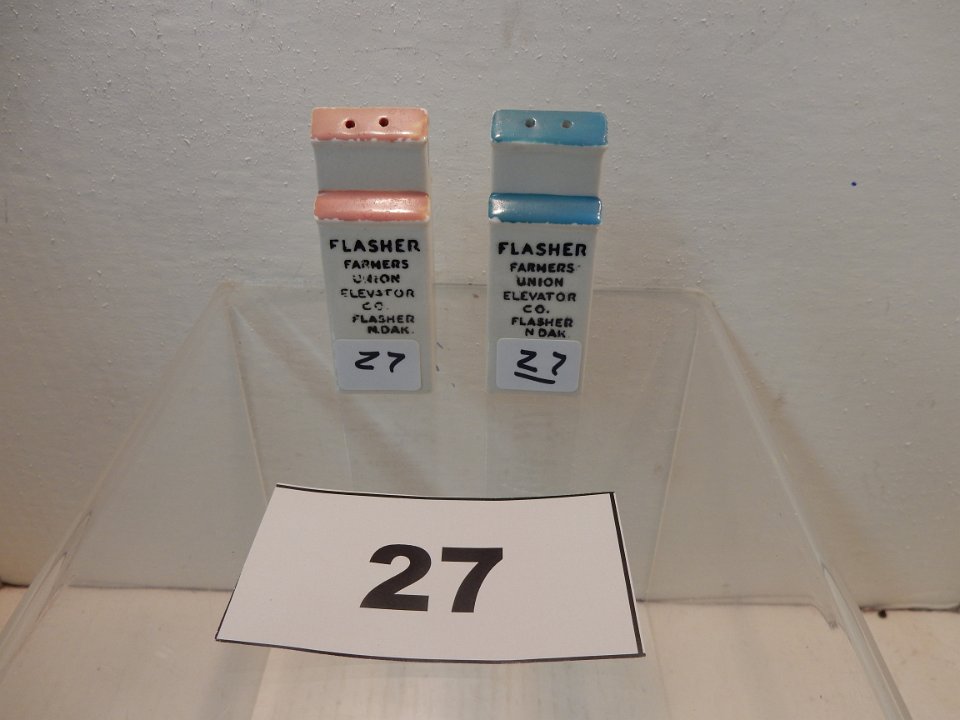 FLASHER
FARMERS
UNION
ELEVATOR
CO.
FLASHER
N.DAK.
27
FLASHER
FARMERS
UNION
ELEVATOR
CO.
FLASHER
N DAK.
27
27